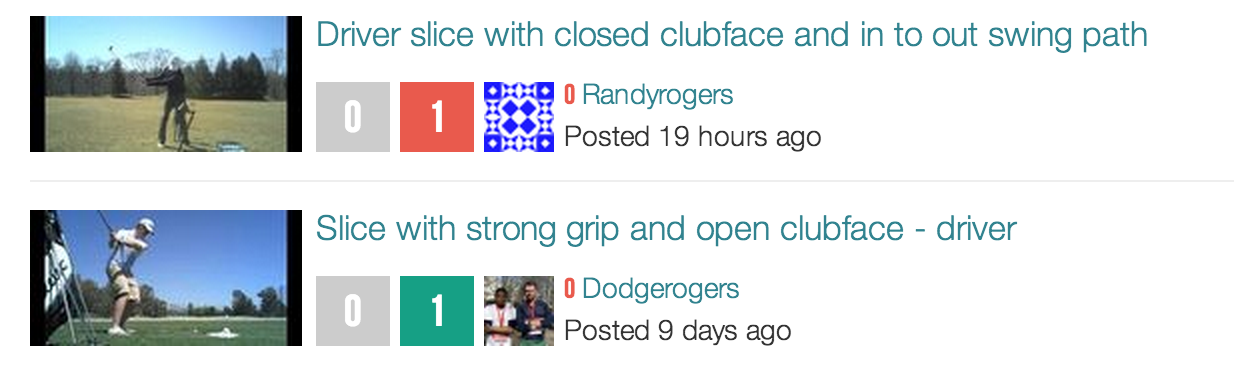 Driver slice with closed clubface and in to out swing path
0 1 0 Randyrogers
Posted 19 hours ago
Slice with strong grip and open clubface - driver
0 1 0 Dodgerogers
Posted 9 days ago